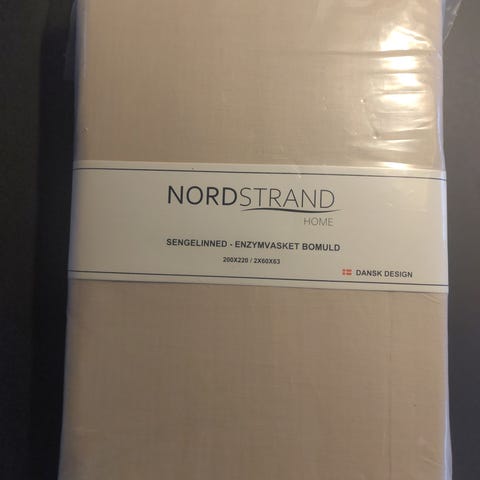 NORDSTRAND
HOME
SENGELINNED - ENZYMVASKET BOMULD
200X220 / 2X60X63
DANSK DESIGN